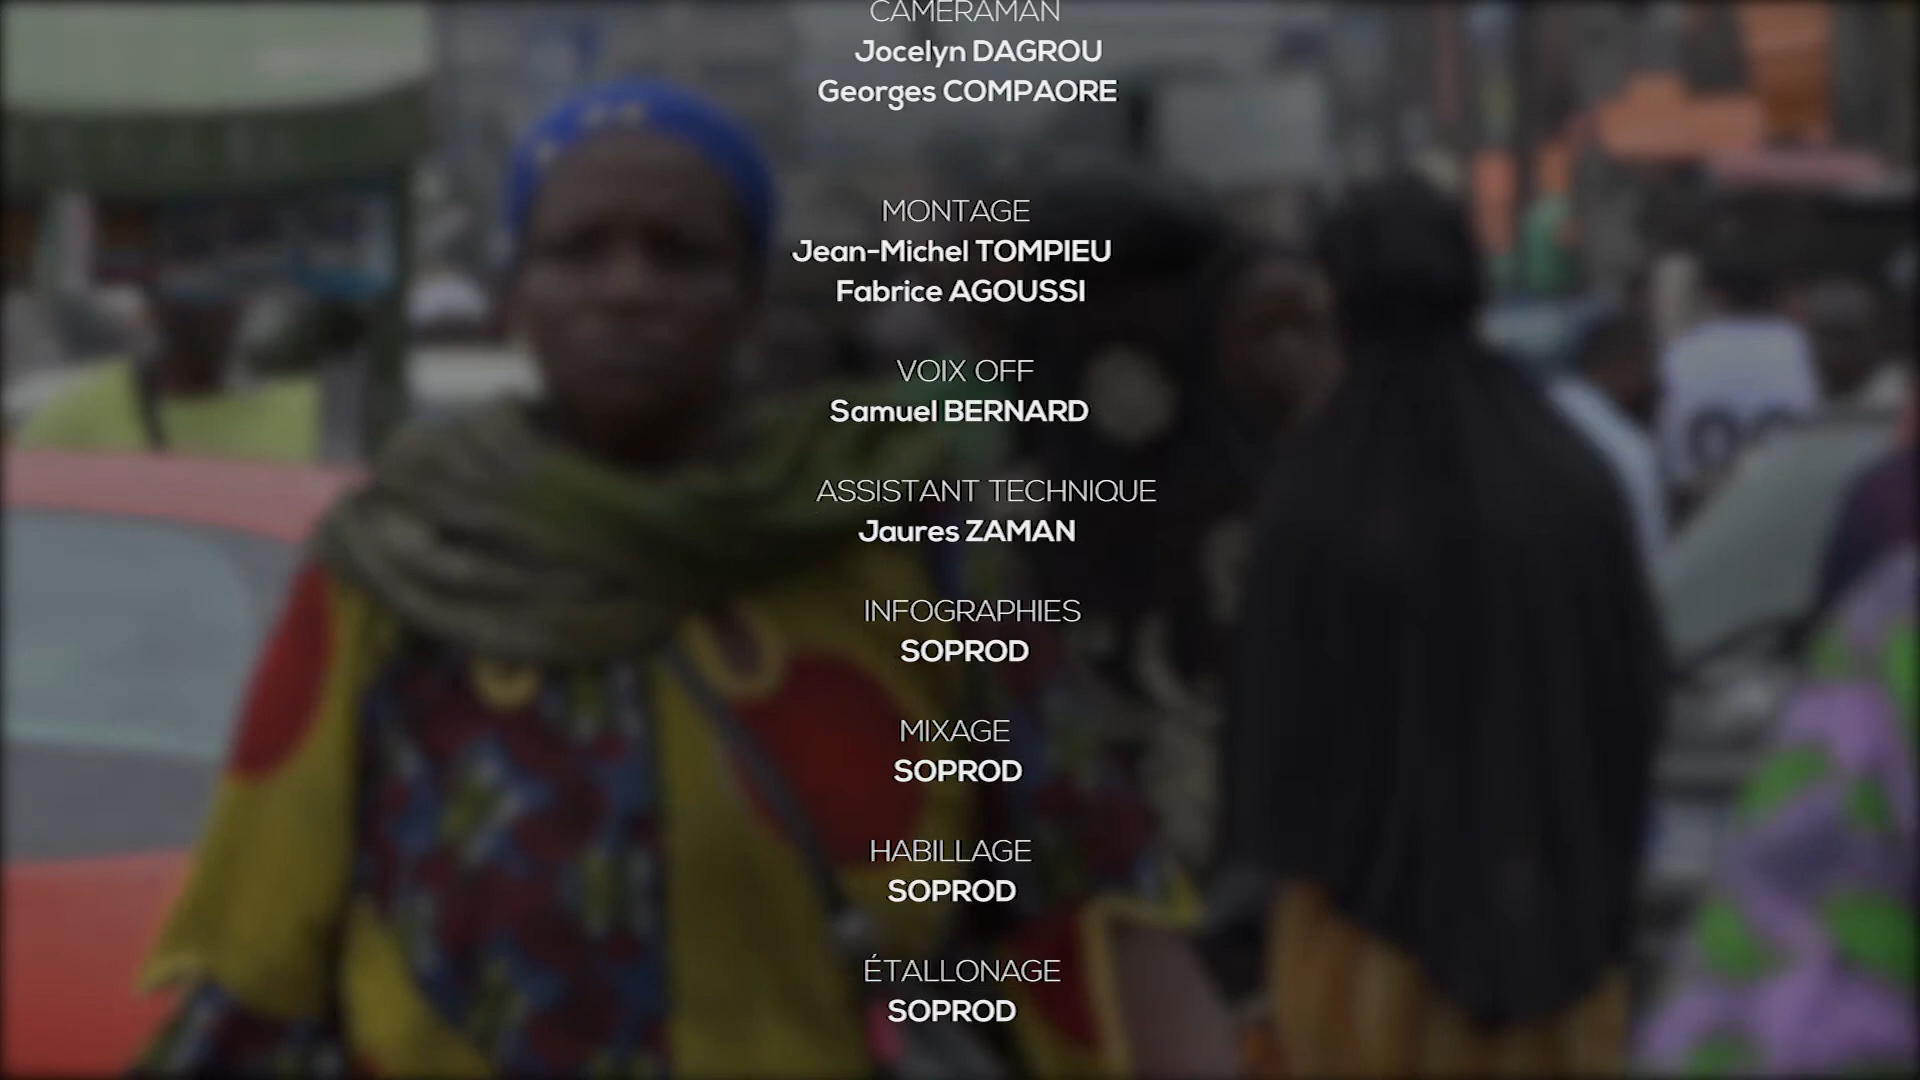 CAMERAMAN
Jocelyn DAGROU
Georges COMPAORE
MONTAGE
Jean-Michel TOMPIEU
Fabrice AGOUSSI
VOIX OFF
Samuel BERNARD
ASSISTANT TECHNIQUE
Jaures ZAMAN
INFOGRAPHIES
SOPROD
MIXAGE
SOPROD
HABILLAGE
SOPROD
ÉTALLONAGE
SOPROD